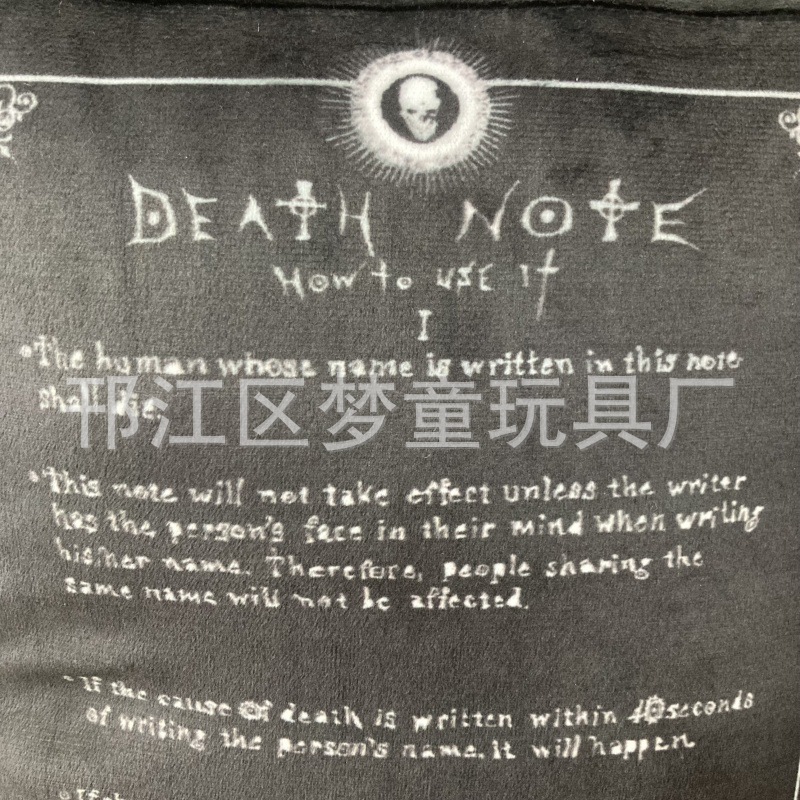 DEATH NOTE
HOW to USE It
I
•The human whose name is written in this note
shall die.
邗江区梦童玩具厂
•This note will not take effect unless the writer
has the person's face in their mind when writing
his/her name. Therefore, people sharing the
same name will not be affected.
•If the cause of death is written within 40 seconds
of writing the person's name, it will happen